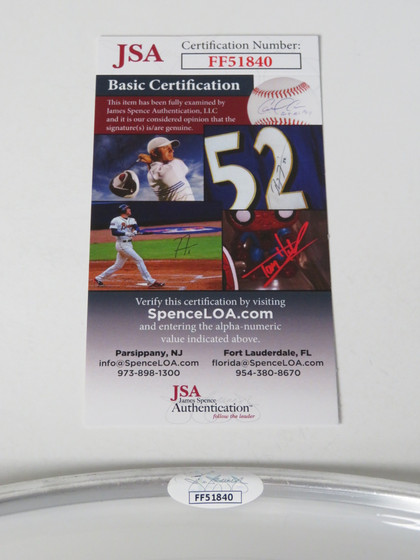 JSA
Certification Number:
FF51840
Basic Certification
This item has been fully examined by
James Spence Authentication, LLC
and it is our considered opinion that the
signature(s) is/are genuine.
52
Tom
Verify this certification by visiting
SpenceLOA.com
and entering the alpha-numeric
value indicated above.
Parsippany, NJ
info@SpenceLOA.com
973-898-1300
Fort Lauderdale, FL
florida@SpenceLOA.com
954-380-8670
JSA
James Spence
Authentication™
follow the leader
FF51840